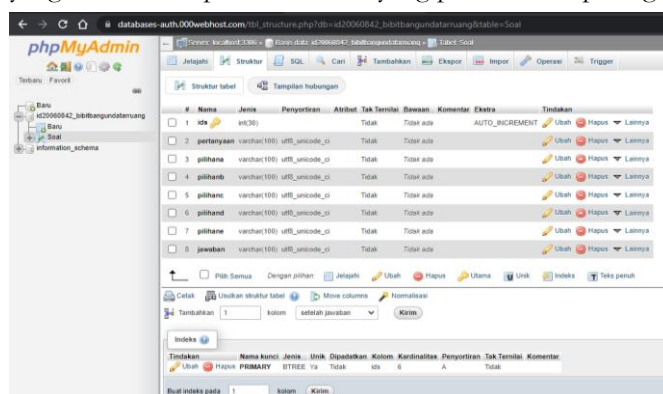 databases-auth.000webhost.com/tbl_structure.php?db=id20060842_bibitbangundatarruang&table=Soal
phpMyAdmin
Terbaru Favorit
Baru
id20060842_bibitbangundatarruang
Baru
Soal
information_schema
Server: localhost:3306 » Basis data: id20060842_bibitbangundatarruang » Tabel: Soal
Jelajahi Struktur SQL Cari Tambahkan Ekspor Impor Operasi Trigger
Struktur tabel Tampilan hubungan
# Nama Jenis Penyortiran Atribut Tak Ternilai Bawaan Komentar Ekstra Tindakan
1 ids int(30) Tidak Tidak ada AUTO_INCREMENT Ubah Hapus Lainnya
2 pertanyaan varchar(100) utf8_unicode_ci Tidak Tidak ada Ubah Hapus Lainnya
3 pilihana varchar(100) utf8_unicode_ci Tidak Tidak ada Ubah Hapus Lainnya
4 pilihanb varchar(100) utf8_unicode_ci Tidak Tidak ada Ubah Hapus Lainnya
5 pilihanc varchar(100) utf8_unicode_ci Tidak Tidak ada Ubah Hapus Lainnya
6 pilihand varchar(100) utf8_unicode_ci Tidak Tidak ada Ubah Hapus Lainnya
7 pilihane varchar(100) utf8_unicode_ci Tidak Tidak ada Ubah Hapus Lainnya
8 jawaban varchar(100) utf8_unicode_ci Tidak Tidak ada Ubah Hapus Lainnya
Pilih Semua Dengan pilihan: Jelajahi Ubah Hapus Utama Unik Indeks Teks penuh
Cetak Usulkan struktur tabel Move columns Normalisasi
Tambahkan 1 kolom setelah jawaban Kirim
Indeks
Tindakan Nama kunci Jenis Unik Dipadatkan Kolom Kardinalitas Penyortiran Tak Ternilai Komentar
Ubah Hapus PRIMARY BTREE Ya Tidak ids 6 A Tidak
Buat indeks pada 1 kolom Kirim